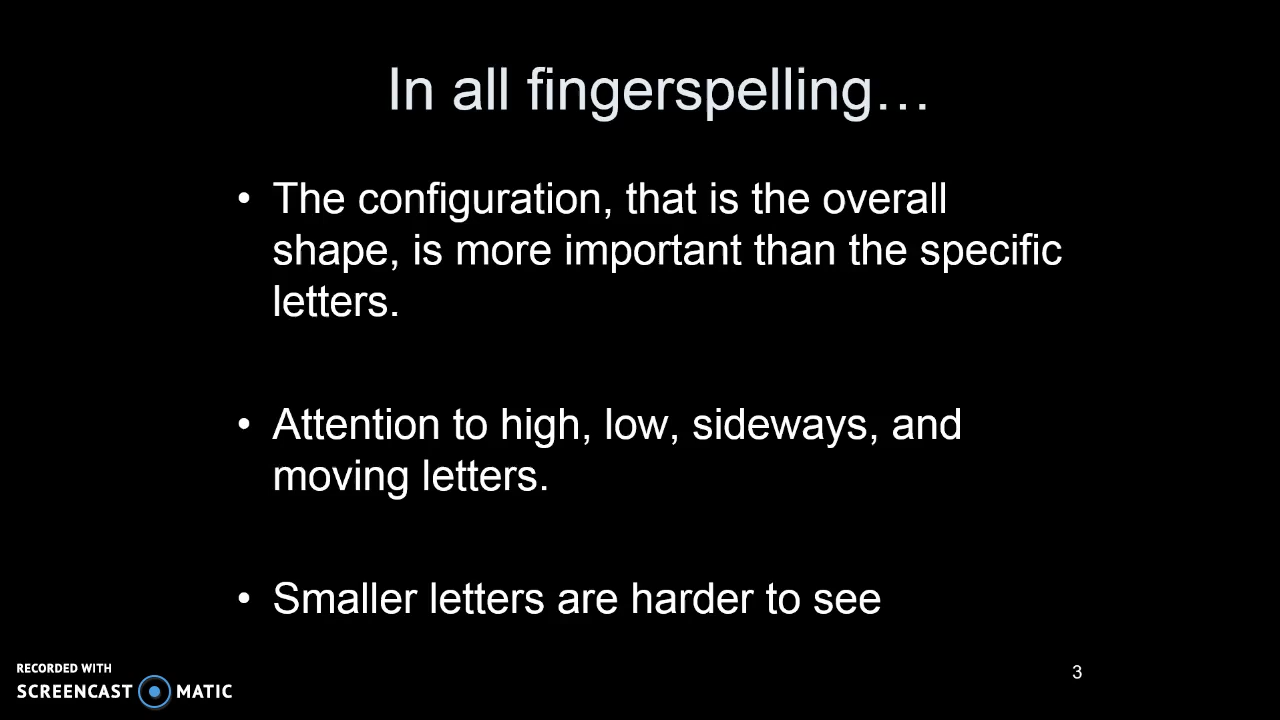 In all fingerspelling…
• The configuration, that is the overall
shape, is more important than the specific
letters.
• Attention to high, low, sideways, and
moving letters.
• Smaller letters are harder to see
RECORDED WITH
SCREENCAST MATIC
3